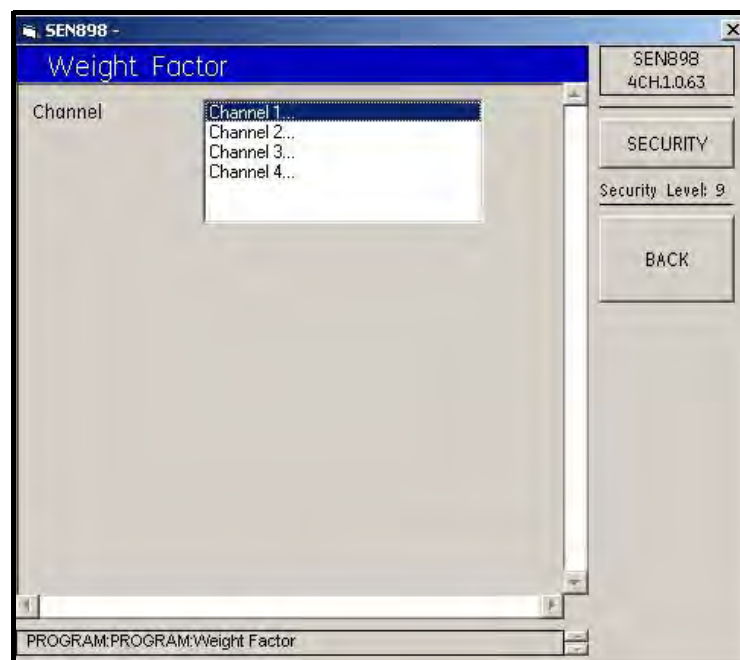 SEN898 -
Weight Factor
Channel
Channel 1...
Channel 2...
Channel 3...
Channel 4...
SEN898
4CH.1.0.63
SECURITY
Security Level: 9
BACK
PROGRAM:PROGRAM:Weight Factor